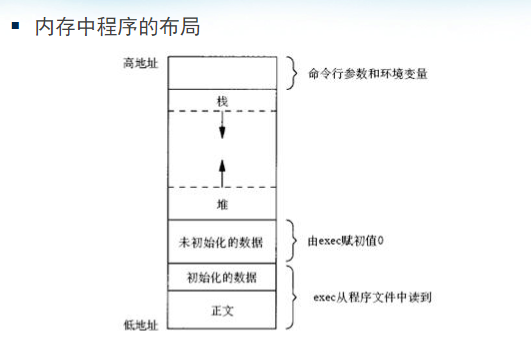 ▪ 内存中程序的布局
高地址
命令行参数和环境变量
栈
堆
未初始化的数据
由exec赋初值0
初始化的数据
exec从程序文件中读到
正文
低地址